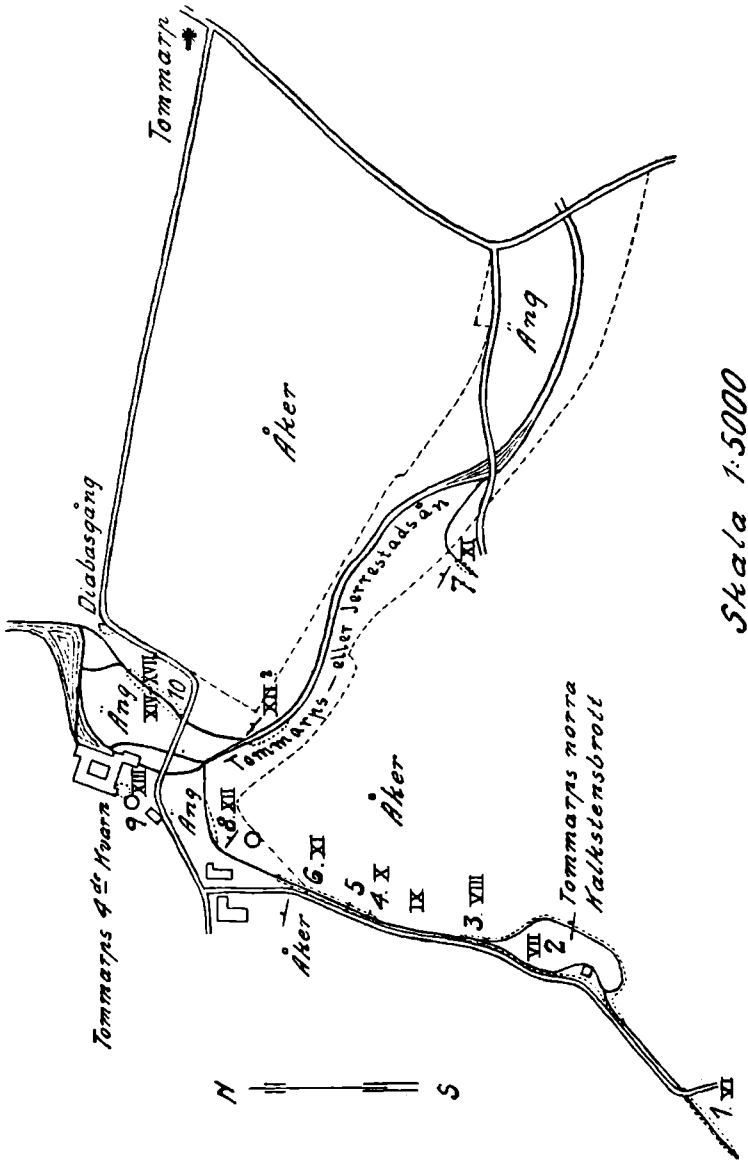 Tommarp
Diabasgång
Åker
Äng
Tommarps 4de Kvarn
Äng
XIV-XVII
10
XIII
9
Äng
8. XII
XII ?
Tommarps — eller Jerrestadsån
7
XI
Åker
6. XI
5
4. X
IX
3. VIII
VII
2
Tommarps norra
Kalkstensbrott
Åker
1. VI
N
S
Skala 1:5000